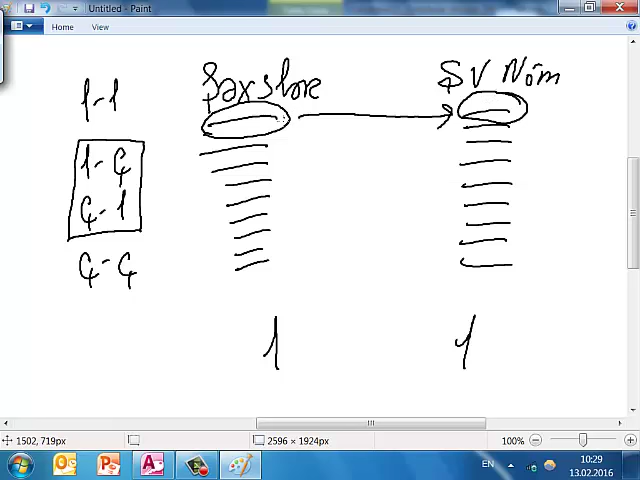 Untitled - Paint
Home
View
1-1
1-Ç
Ç-1
Ç-Ç
ŞV Nöm
1
1
1502, 719px
2596 × 1924px
100%
EN
10:29
13.02.2016